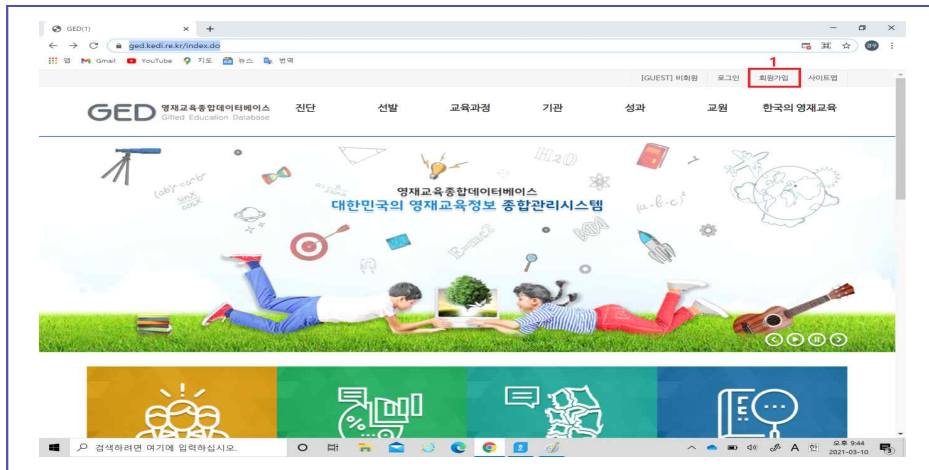 GED(1)
ged.kedi.re.kr/index.do
앱 Gmail YouTube 지도 뉴스 번역
1
[GUEST] 비회원 로그인 회원가입 사이트맵
GED 영재교육종합데이터베이스 진단 선발 교육과정 기관 성과 교원 한국의 영재교육
Gifted Education Database
H2O
영재교육종합데이터베이스
대한민국의 영재교육정보 종합관리시스템
E=mc2
검색하려면 여기에 입력하십시오.
A 한 오후 9:44
2021-03-10